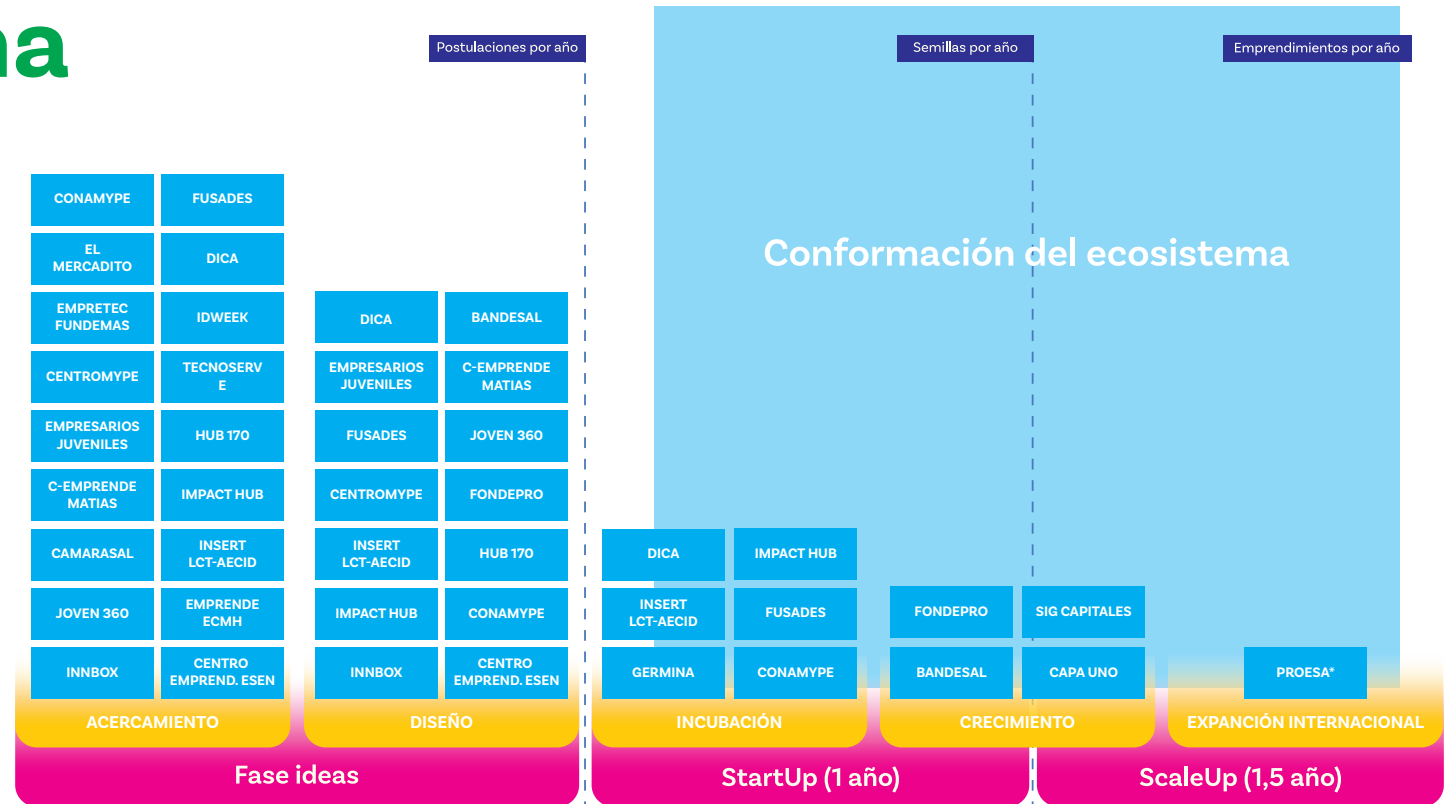 na
Postulaciones por año
Semillas por año
Emprendimientos por año
Conformación del ecosistema
CONAMYPE
FUSADES
EL
MERCADITO
DICA
EMPRETEC
FUNDEMAS
IDWEEK
CENTROMYPE
TECNOSERV
E
EMPRESARIOS
JUVENILES
HUB 170
C-EMPRENDE
MATIAS
IMPACT HUB
CAMARASAL
INSERT
LCT-AECID
JOVEN 360
EMPRENDE
ECMH
INNBOX
CENTRO
EMPREND. ESEN
ACERCAMIENTO
DICA
BANDESAL
EMPRESARIOS
JUVENILES
C-EMPRENDE
MATIAS
FUSADES
JOVEN 360
CENTROMYPE
FONDEPRO
INSERT
LCT-AECID
HUB 170
IMPACT HUB
CONAMYPE
INNBOX
CENTRO
EMPREND. ESEN
DISEÑO
DICA
IMPACT HUB
INSERT
LCT-AECID
FUSADES
GERMINA
CONAMYPE
INCUBACIÓN
FONDEPRO
SIG CAPITALES
BANDESAL
CAPA UNO
CRECIMIENTO
PROESA*
EXPANCIÓN INTERNACIONAL
Fase ideas
StartUp (1 año)
ScaleUp (1,5 año)